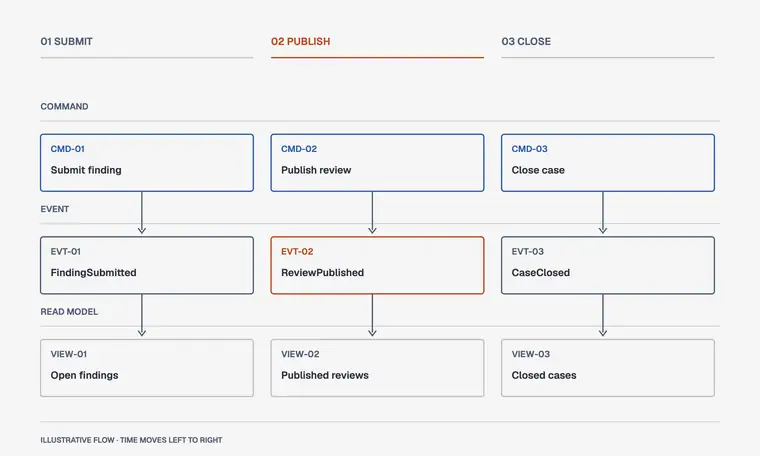 01 SUBMIT
02 PUBLISH
03 CLOSE
COMMAND
CMD-01
Submit finding
CMD-02
Publish review
CMD-03
Close case
EVENT
EVT-01
FindingSubmitted
EVT-02
ReviewPublished
EVT-03
CaseClosed
READ MODEL
VIEW-01
Open findings
VIEW-02
Published reviews
VIEW-03
Closed cases
ILLUSTRATIVE FLOW · TIME MOVES LEFT TO RIGHT